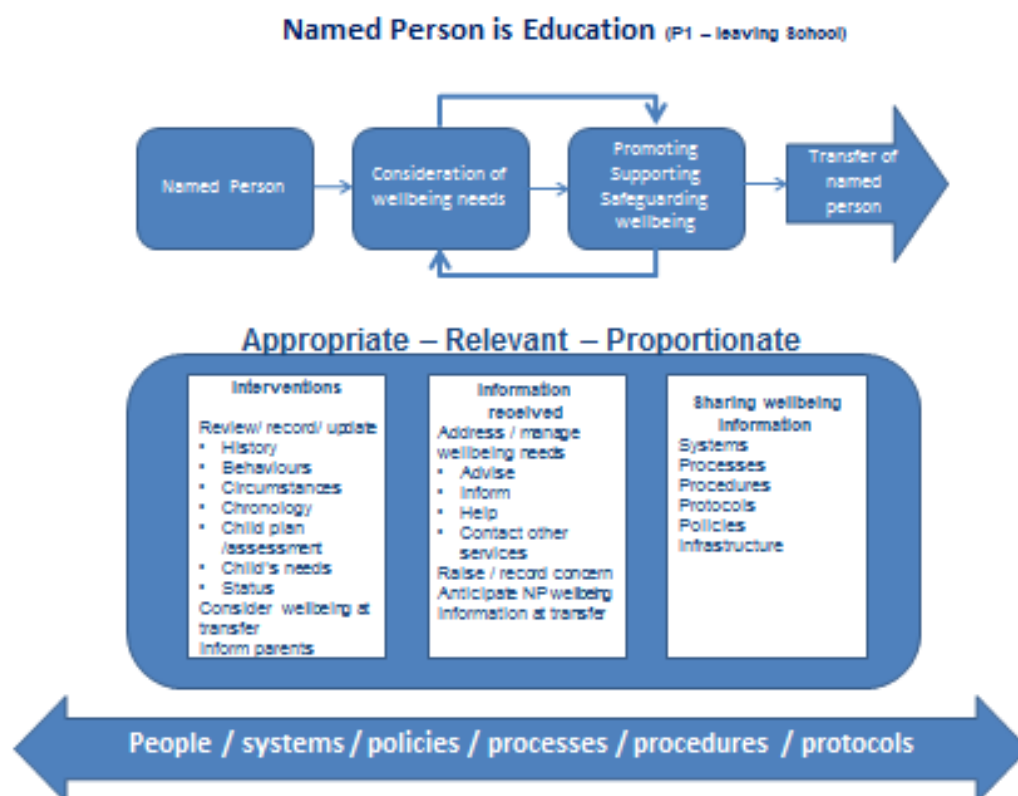 Named Person is Education (P1 – leaving School)
Named Person
Consideration of
wellbeing needs
Promoting
Supporting
Safeguarding
wellbeing
Transfer of
named
person
Appropriate – Relevant – Proportionate
Interventions
Review/ record/ update
• History
• Behaviours
• Circumstances
• Chronology
• Child plan
/assessment
• Child's needs
• Status
Consider wellbeing at
transfer
Inform parents
Information
received
Address / manage
wellbeing needs
• Advise
• Inform
• Help
• Contact other
services
Raise / record concern
Anticipate NP wellbeing
Information at transfer
Sharing wellbeing
Information
Systems
Processes
Procedures
Protocols
Policies
Infrastructure
People / systems / policies / processes / procedures / protocols